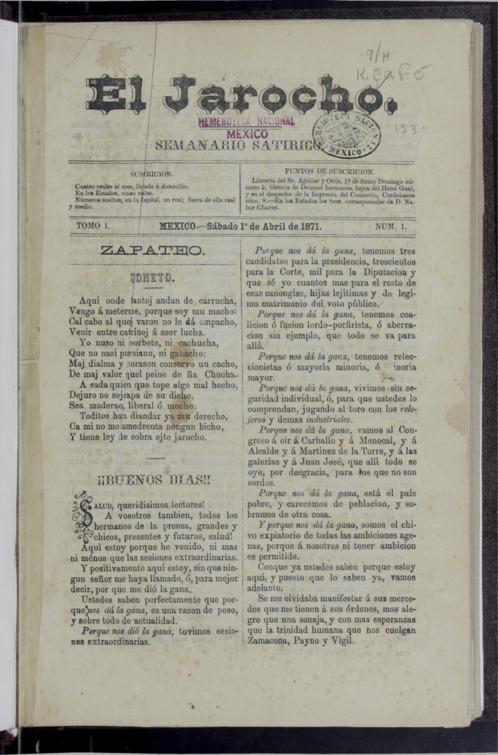 9/H
K. Café
153
El Jarocho.
HEMEROTECA NACIONAL
MEXICO
BIBLIOTECA NACIONAL
MEXICO
SEMANARIO SATIRICO
SUSCRICION.
Cuatro reales al mes, llevado á domicilio.
En los Estados, cinco reales.
Números sueltos, en la capital, un real; fuera de ella real
y medio.
PUNTOS DE SUSCRICION.
Librería del Sr. Aguilar y Ortiz, 1ª de Santo Domingo nú-
mero 5; librería de Delanoe hermanos, bajos del Hotel Gual,
y en el despacho de la Imprenta del Comercio, Cordobanes
núm. 8.—En los Estados los Sres. corresponsales de D. Na-
bor Chavez.
TOMO I.
MEXICO.—Sábado 1º de Abril de 1871.
NUM. 1.
ZAPATEO.
SONETO.
Aqui onde tantoj andan de carrucha,
Vengo á meterme, porque soy mu macho:
Cal cabo al quej varon no le dá empacho,
Venir entre catrinej á aser lucha.
Yo nuso ni sorbete, ni cachucha,
Que no nasi pursiano, ni gabacho:
Maj dialma y corason conservo un cacho,
De maj valor quel peine de ña Chucha.
A cada quien que tope algo mal hecho,
Dejuro no sejcapa de su dicho,
Sea moderao, liberal ó mocho:
Toditos han diandar ya mu derecho,
Ca mi no me amedrenta nengun bicho,
Y tiene ley de sobra ejte jarocho.
¡¡BUENOS DIAS!!
SALUD, queridísimos lectores!
A vosotros tambien, todos los
hermanos de la prensa, grandes y
chicos, presentes y futuros, salud!
Aquí estoy porque he venido, ni mas
ni ménos que las sesiones extraordinarias.
Y positivamente aquí estoy, sin que nin-
gun señor me haya llamado, ó, para mejor
decir, por que me dió la gana.
Ustedes saben perfectamente que por-
que nos dá la gana, es una razon de peso,
y sobre todo de actualidad.
Porque nos dió la gana, tuvimos sesio-
nes extraordinarias.
Porque nos dá la gana, tenemos tres
candidatos para la presidencia, trescientos
para la Corte, mil para la Diputacion y
que sé yo cuantos mas para el resto de
esas canongías, hijas legítimas y de legí-
mo matrimonio del voto público.
Porque nos dá la gana, tenemos coa-
licion ó fusion lerdo-porfirista, ó aberra-
cion sin ejemplo, que todo se va para
allá.
Porque nos dá la gana, tenemos relec-
cionistas ó mayoría minoría, ó inoria
mayor.
Porque nos dá la gana, vivimos sin se-
guridad individual, ó, para que ustedes lo
comprendan, jugando al toro con los relo-
jeros y demas industriales.
Porque nos dá la gana, vamos al Con-
greso á oir á Carballo y á Menocal, y á
Alcalde y á Martinez de la Torre, y á las
galerías y á Juan José, que allí todo se
oye, por desgracia, para los que no son
sordos.
Porque nos dá la gana, está el pais
pobre, y carecemos de poblacion, y so-
bramos de otra cosa.
Y porque nos dá la gana, somos el chi-
vo expiatorio de todas las ambiciones age-
nas, porque á nosotros ni tener ambicion
es permitido.
Conque ya ustedes saben porque estoy
aquí, y puesto que lo saben ya, vamos
adelante.
Se me olvidaba manifestar á sus merce-
des que me tienen á sus órdenes, mas ale-
gre que una sonaja, y con mas esperanzas
que la trinidad humana que nos cuelgan
Zamacona, Payno y Vigil.